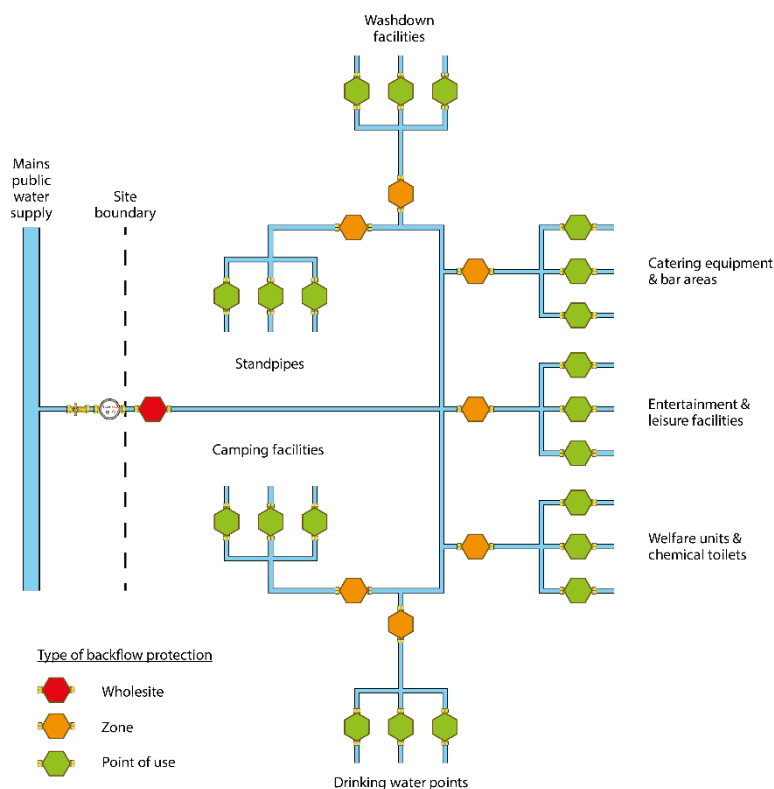 Washdown
facilities
Mains
public
water
supply
Site
boundary
Catering equipment
& bar areas
Standpipes
Entertainment &
leisure facilities
Camping facilities
Welfare units &
chemical toilets
Type of backflow protection
Wholesite
Zone
Point of use
Drinking water points